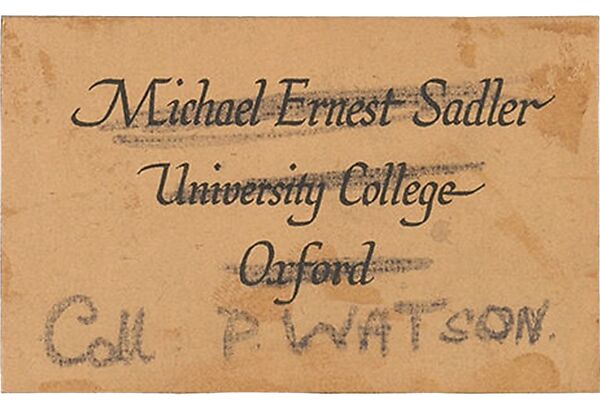 Michael Ernest Sadler
University College
Oxford
Coll P. WATSON.